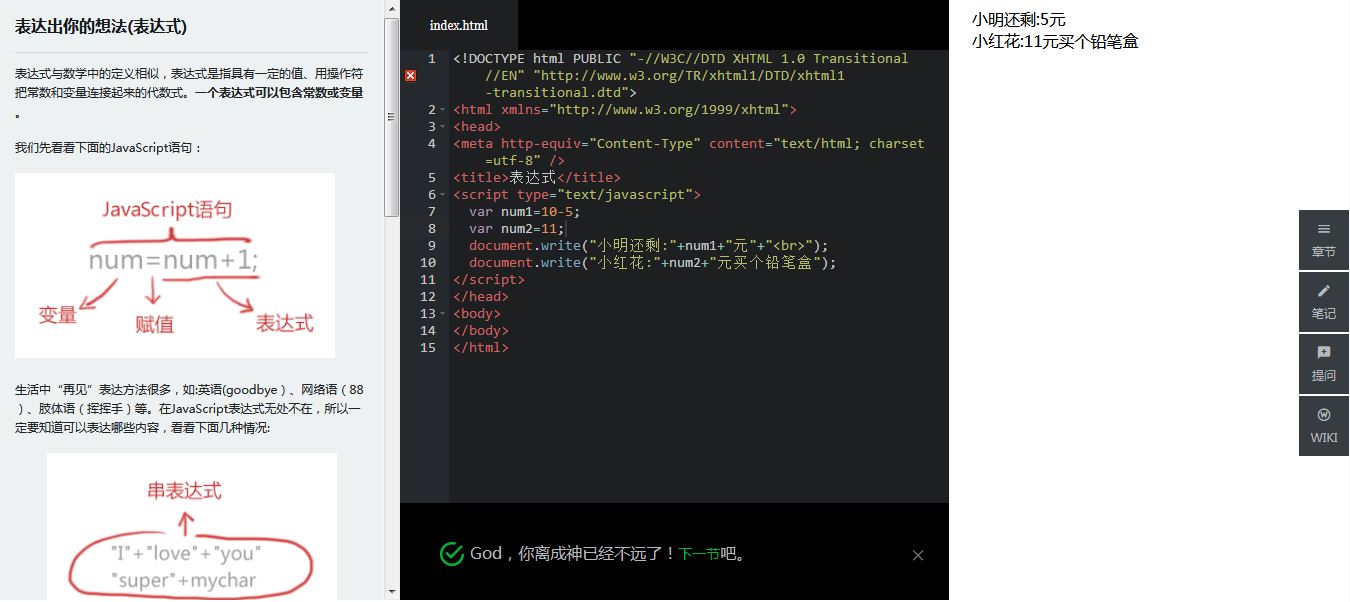 表达出你的想法(表达式)
表达式与数学中的定义相似，表达式是指具有一定的值、用操作符
把常数和变量连接起来的代数式。一个表达式可以包含常数或变量
。
我们先看看下面的JavaScript语句：
JavaScript语句
num=num+1;
变量
赋值
表达式
生活中“再见”表达方法很多，如:英语(goodbye）、网络语（88
）、肢体语（挥挥手）等。在JavaScript表达式无处不在，所以一
定要知道可以表达哪些内容，看看下面几种情况:
串表达式
"I"+"love"+"you"
"super"+mychar
index.html
1 <!DOCTYPE html PUBLIC "-//W3C//DTD XHTML 1.0 Transitional
//EN" "http://www.w3.org/TR/xhtml1/DTD/xhtml1
-transitional.dtd">
2 <html xmlns="http://www.w3.org/1999/xhtml">
3 <head>
4 <meta http-equiv="Content-Type" content="text/html; charset
=utf-8" />
5 <title>表达式</title>
6 <script type="text/javascript">
7 var num1=10-5;
8 var num2=11;
9 document.write("小明还剩:"+num1+"元"+"<br>");
10 document.write("小红花:"+num2+"元买个铅笔盒");
11 </script>
12 </head>
13 <body>
14 </body>
15 </html>
God，你离成神已经不远了！下一节吧。
小明还剩:5元
小红花:11元买个铅笔盒
章节
笔记
提问
WIKI